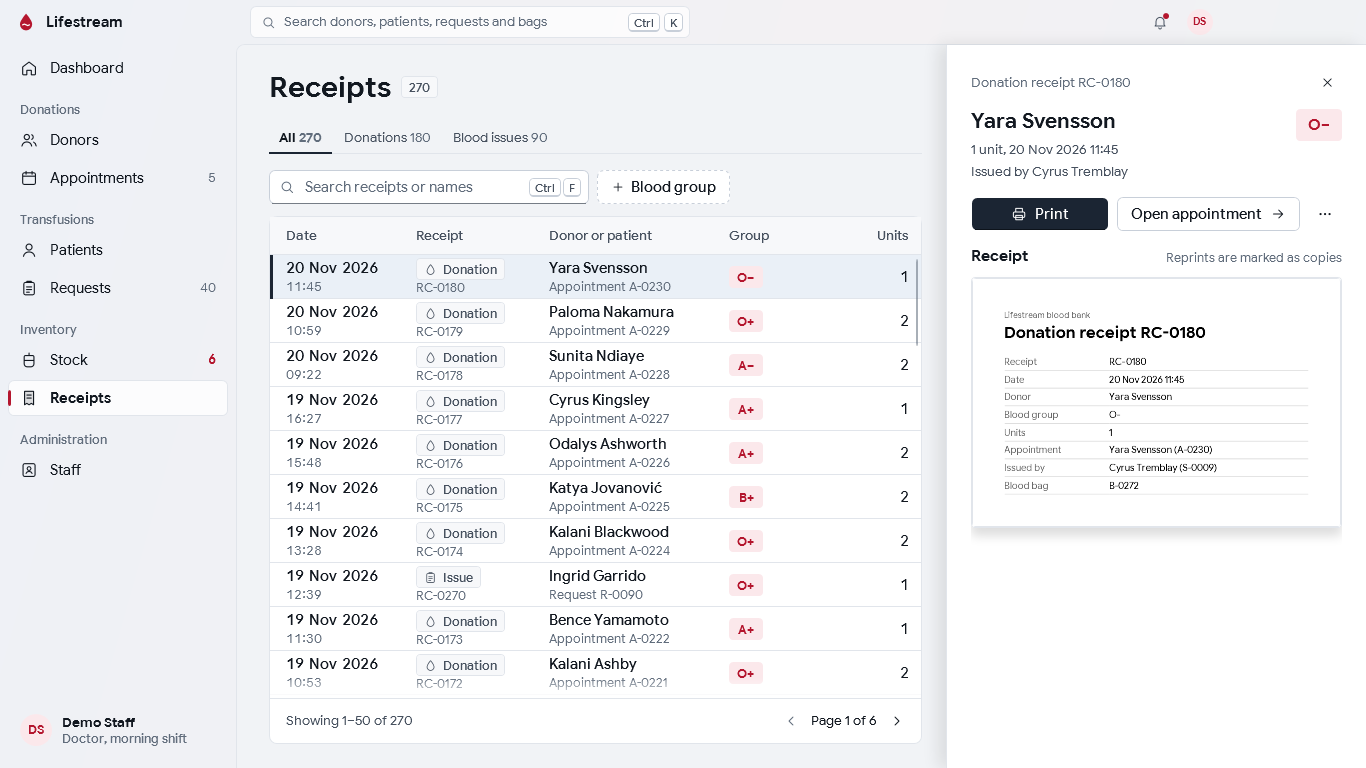 Lifestream
Search donors, patients, requests and bags
Ctrl K
DS
Dashboard
Donations
Donors
Appointments 5
Transfusions
Patients
Requests 40
Inventory
Stock 6
Receipts
Administration
Staff
DS
Demo Staff
Doctor, morning shift
Receipts 270
All 270 Donations 180 Blood issues 90
Search receipts or names Ctrl F
+ Blood group
Date Receipt Donor or patient Group Units
20 Nov 2026 Donation Yara Svensson O− 1
11:45 RC-0180 Appointment A-0230
20 Nov 2026 Donation Paloma Nakamura O+ 2
10:59 RC-0179 Appointment A-0229
20 Nov 2026 Donation Sunita Ndiaye A− 2
09:22 RC-0178 Appointment A-0228
19 Nov 2026 Donation Cyrus Kingsley A+ 1
16:27 RC-0177 Appointment A-0227
19 Nov 2026 Donation Odalys Ashworth A+ 2
15:48 RC-0176 Appointment A-0226
19 Nov 2026 Donation Katya Jovanović B+ 2
14:41 RC-0175 Appointment A-0225
19 Nov 2026 Donation Kalani Blackwood O+ 2
13:28 RC-0174 Appointment A-0224
19 Nov 2026 Issue Ingrid Garrido O+ 1
12:39 RC-0270 Request R-0090
19 Nov 2026 Donation Bence Yamamoto A+ 1
11:30 RC-0173 Appointment A-0222
19 Nov 2026 Donation Kalani Ashby O+ 2
10:53 RC-0172 Appointment A-0221
Showing 1–50 of 270
Page 1 of 6
Donation receipt RC-0180
Yara Svensson O−
1 unit, 20 Nov 2026 11:45
Issued by Cyrus Tremblay
Print Open appointment
Receipt Reprints are marked as copies
Lifestream blood bank
Donation receipt RC-0180
Receipt RC-0180
Date 20 Nov 2026 11:45
Donor Yara Svensson
Blood group O-
Units 1
Appointment Yara Svensson (A-0230)
Issued by Cyrus Tremblay (S-0009)
Blood bag B-0272